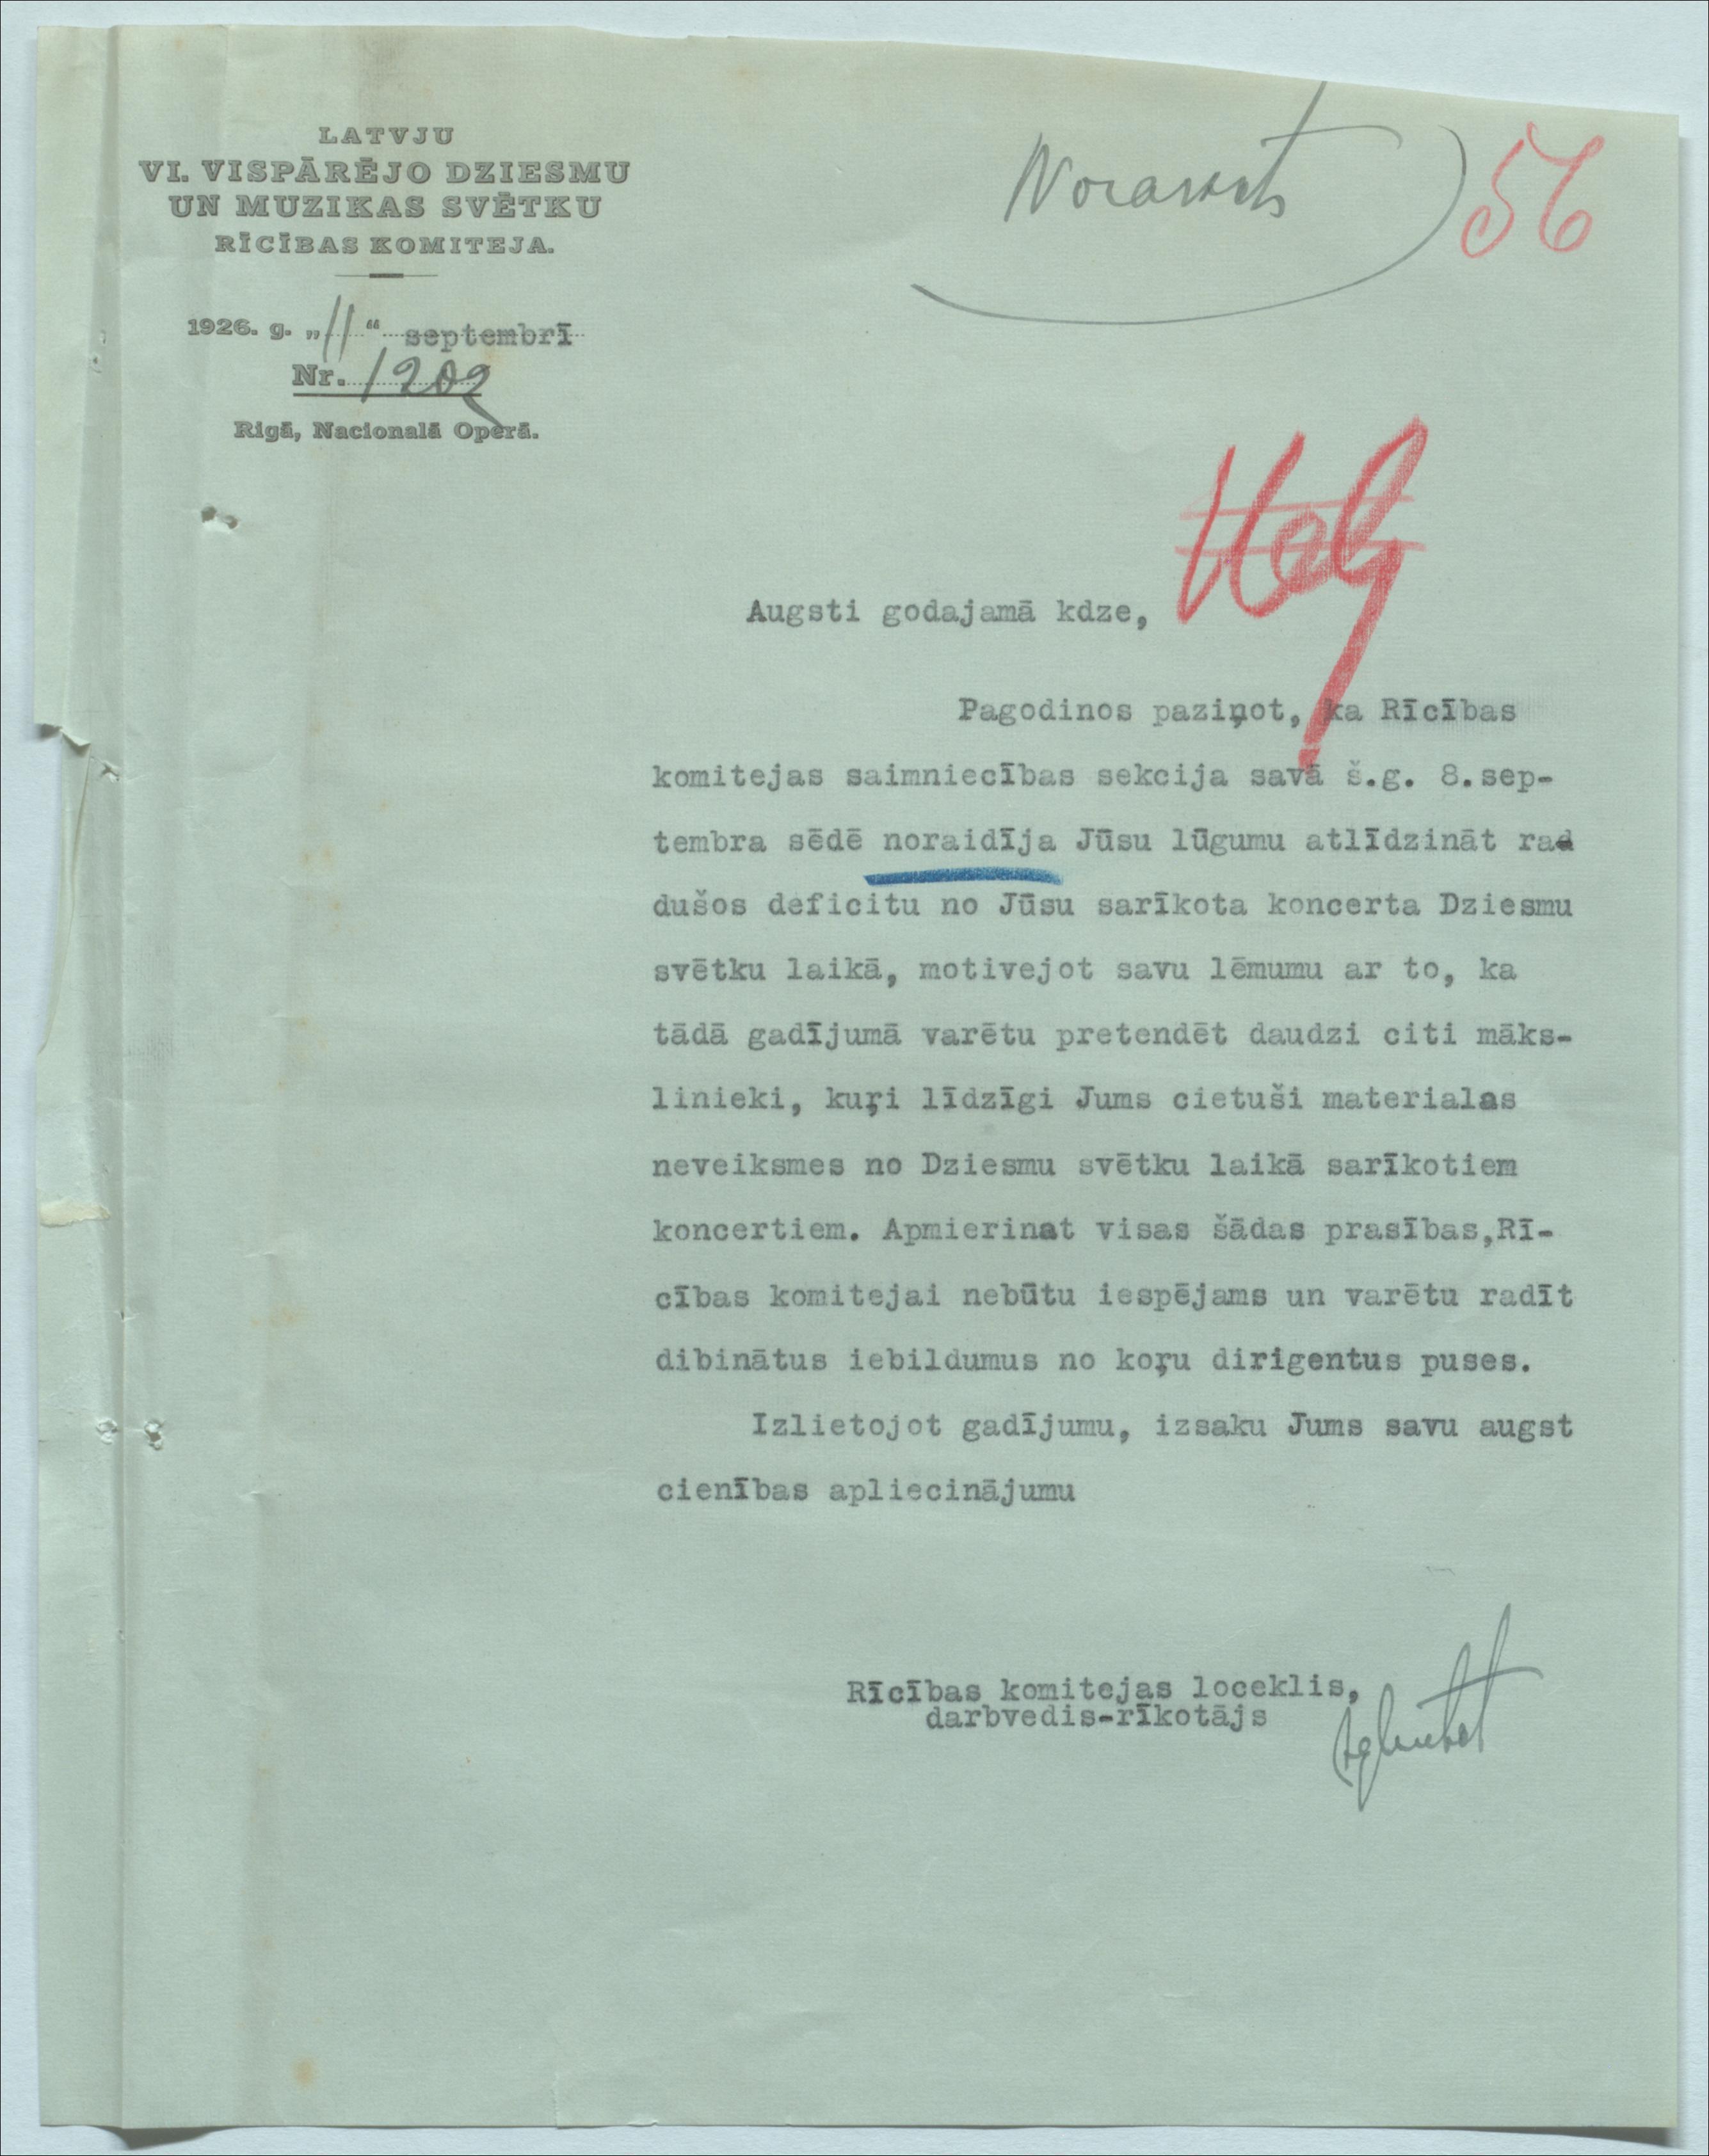 LATVJU
VI. VISPĀRĒJO DZIESMU
UN MUZIKAS SVĒTKU
RĪCĪBAS KOMITEJA.
1926. g. „11“ septembrī
Nr. 1202
Rigā, Nacionalā Operā.
Noraksts
56
Augsti godajamā kdze,
Pagodinos paziņot, ka Rīcības
komitejas saimniecības sekcija savā š.g. 8.sep-
tembra sēdē noraidīja Jūsu lūgumu atlīdzināt rad
dušos deficitu no Jūsu sarīkota koncerta Dziesmu
svētku laikā, motivejot savu lēmumu ar to, ka
tādā gadījumā varētu pretendēt daudzi citi māks-
linieki, kuŗi līdzīgi Jums cietuši materialas
neveiksmes no Dziesmu svētku laikā sarīkotiem
koncertiem. Apmierinat visas šādas prasības,Rī-
cības komitejai nebūtu iespējams un varētu radīt
dibinātus iebildumus no koŗu dirigentus puses.
Izlietojot gadījumu, izsaku Jums savu augst
cienības apliecinājumu
Rīcības komitejas loceklis,
darbvedis-rīkotājs